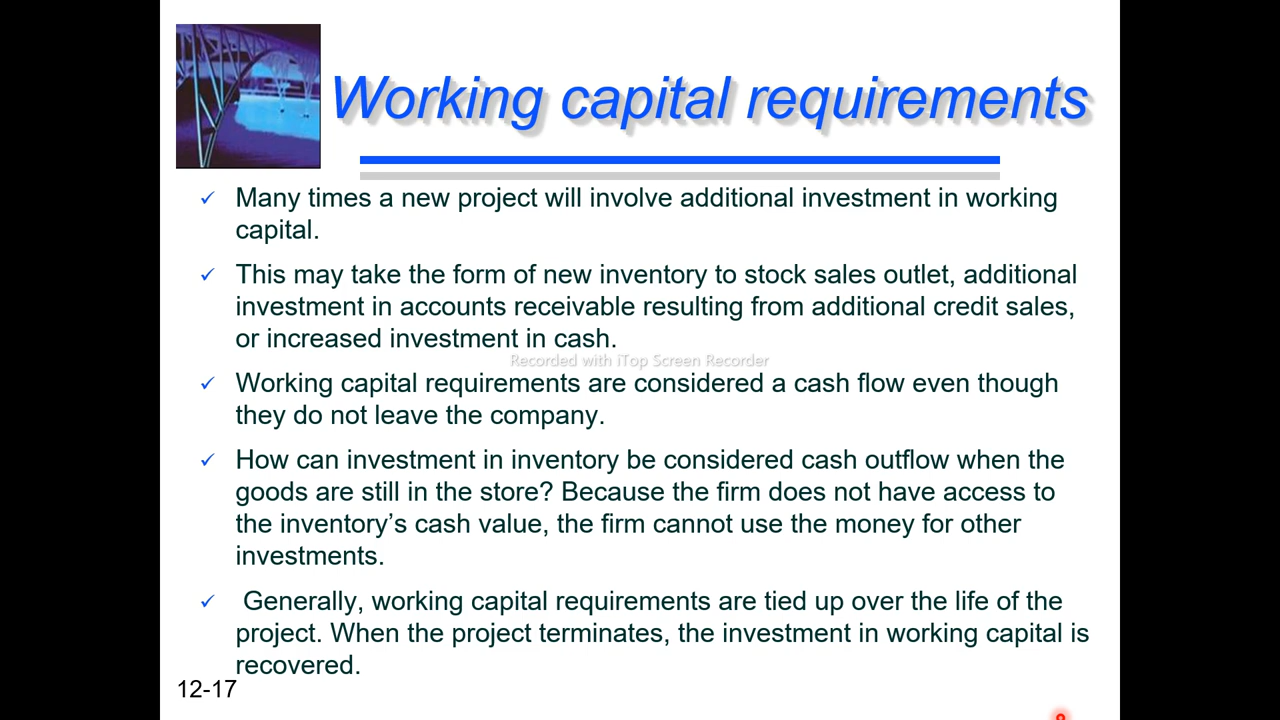 Working capital requirements
✓ Many times a new project will involve additional investment in working
capital.
✓ This may take the form of new inventory to stock sales outlet, additional
investment in accounts receivable resulting from additional credit sales,
or increased investment in cash.
Recorded with iTop Screen Recorder
✓ Working capital requirements are considered a cash flow even though
they do not leave the company.
✓ How can investment in inventory be considered cash outflow when the
goods are still in the store? Because the firm does not have access to
the inventory’s cash value, the firm cannot use the money for other
investments.
✓ Generally, working capital requirements are tied up over the life of the
project. When the project terminates, the investment in working capital is
recovered.
12-17